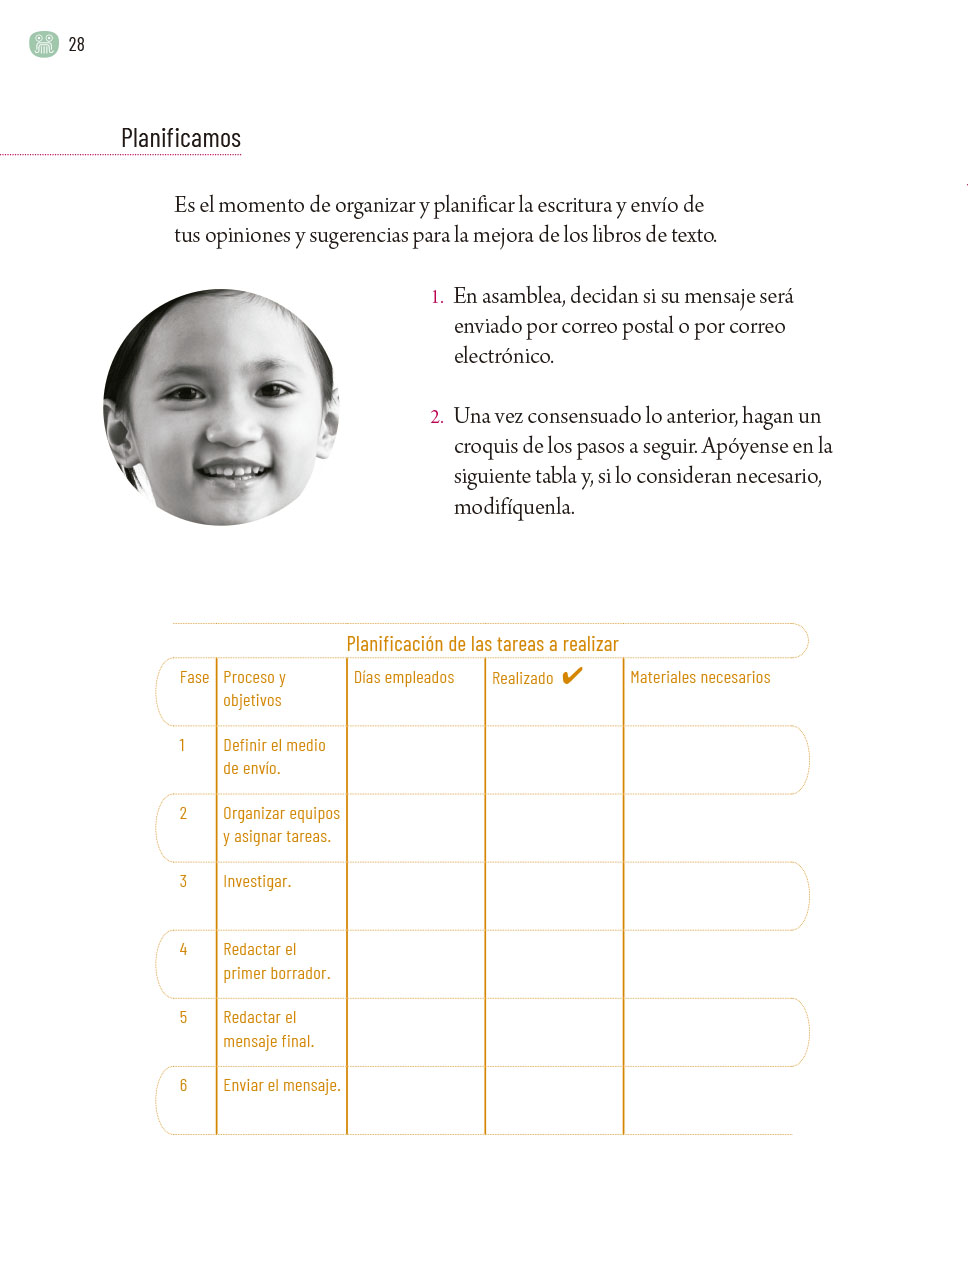 28
Planificamos
Es el momento de organizar y planificar la escritura y envío de
tus opiniones y sugerencias para la mejora de los libros de texto.
1. En asamblea, decidan si su mensaje será
enviado por correo postal o por correo
electrónico.
2. Una vez consensuado lo anterior, hagan un
croquis de los pasos a seguir. Apóyense en la
siguiente tabla y, si lo consideran necesario,
modifíquenla.
Planificación de las tareas a realizar
Fase Proceso y objetivos Días empleados Realizado ✔ Materiales necesarios
1 Definir el medio
de envío.
2 Organizar equipos
y asignar tareas.
3 Investigar.
4 Redactar el
primer borrador.
5 Redactar el
mensaje final.
6 Enviar el mensaje.